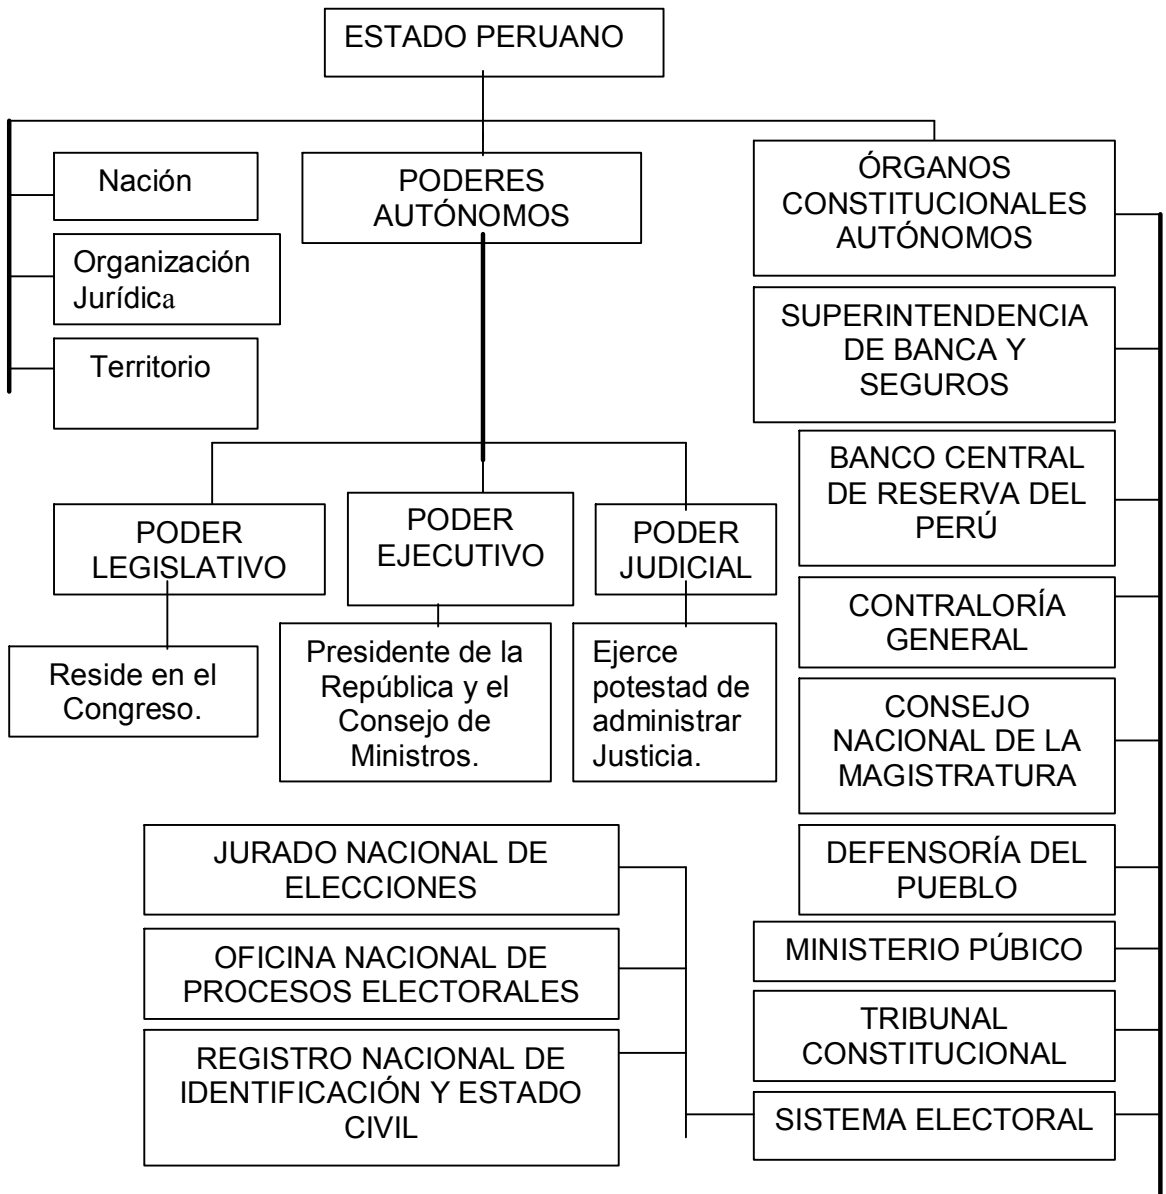 ESTADO PERUANO
Nación
Organización
Jurídica
Territorio
PODERES
AUTÓNOMOS
PODER
LEGISLATIVO
Reside en el
Congreso.
PODER
EJECUTIVO
Presidente de la
República y el
Consejo de
Ministros.
PODER
JUDICIAL
Ejerce
potestad de
administrar
Justicia.
ÓRGANOS
CONSTITUCIONALES
AUTÓNOMOS
SUPERINTENDENCIA
DE BANCA Y
SEGUROS
BANCO CENTRAL
DE RESERVA DEL
PERÚ
CONTRALORÍA
GENERAL
CONSEJO
NACIONAL DE LA
MAGISTRATURA
DEFENSORÍA DEL
PUEBLO
MINISTERIO PÚBICO
TRIBUNAL
CONSTITUCIONAL
SISTEMA ELECTORAL
JURADO NACIONAL DE
ELECCIONES
OFICINA NACIONAL DE
PROCESOS ELECTORALES
REGISTRO NACIONAL DE
IDENTIFICACIÓN Y ESTADO
CIVIL